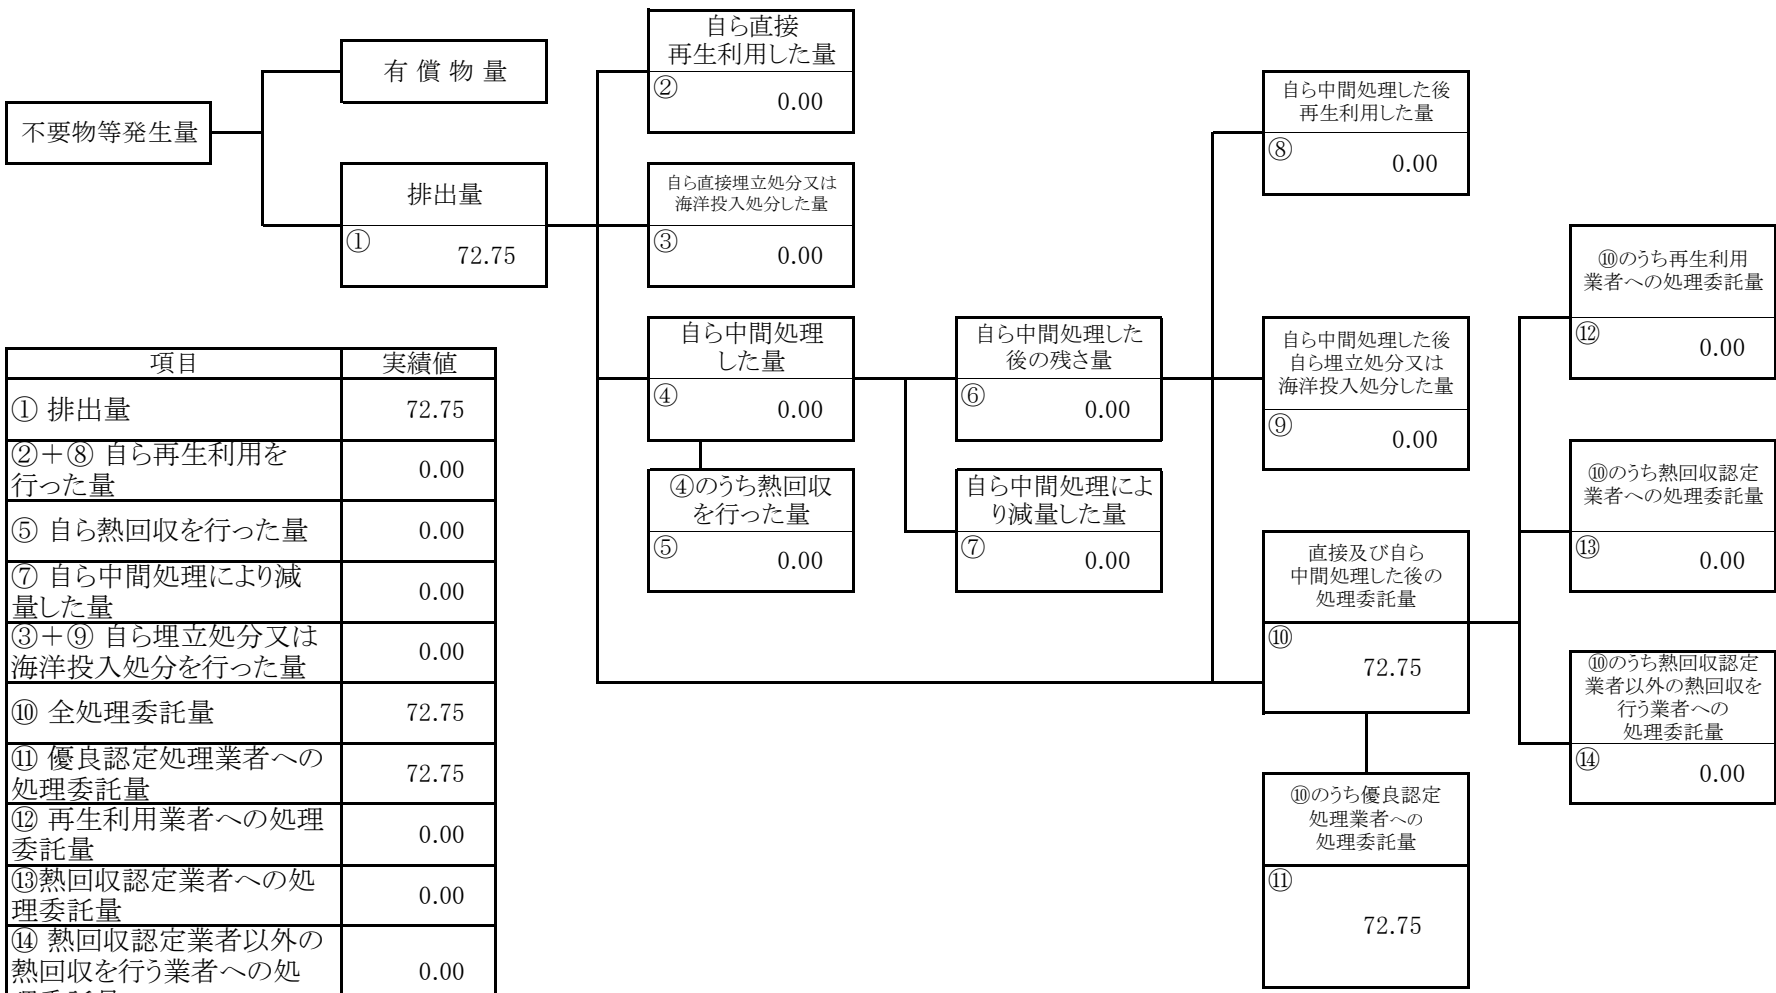 不要物等発生量
有 償 物 量
排出量
①
72.75
自ら直接
再生利用した量
②
0.00
自ら直接埋立処分又は
海洋投入処分した量
③
0.00
自ら中間処理
した量
④
0.00
④のうち熱回収
を行った量
⑤
0.00
自ら中間処理した
後の残さ量
⑥
0.00
自ら中間処理によ
り減量した量
⑦
0.00
自ら中間処理した後
再生利用した量
⑧
0.00
自ら中間処理した後
自ら埋立処分又は
海洋投入処分した量
⑨
0.00
直接及び自ら
中間処理した後の
処理委託量
⑩
72.75
⑩のうち優良認定
処理業者への
処理委託量
⑪
72.75
⑩のうち再生利用
業者への処理委託量
⑫
0.00
⑩のうち熱回収認定
業者への処理委託量
⑬
0.00
⑩のうち熱回収認定
業者以外の熱回収を
行う業者への
処理委託量
⑭
0.00
項目 実績値
① 排出量 72.75
②＋⑧ 自ら再生利用を
行った量
0.00
⑤ 自ら熱回収を行った量 0.00
⑦ 自ら中間処理により減
量した量
0.00
③＋⑨ 自ら埋立処分又は
海洋投入処分を行った量
0.00
⑩ 全処理委託量 72.75
⑪ 優良認定処理業者への
処理委託量
72.75
⑫ 再生利用業者への処理
委託量
0.00
⑬熱回収認定業者への処
理委託量
0.00
⑭ 熱回収認定業者以外の
熱回収を行う業者への処
0.00